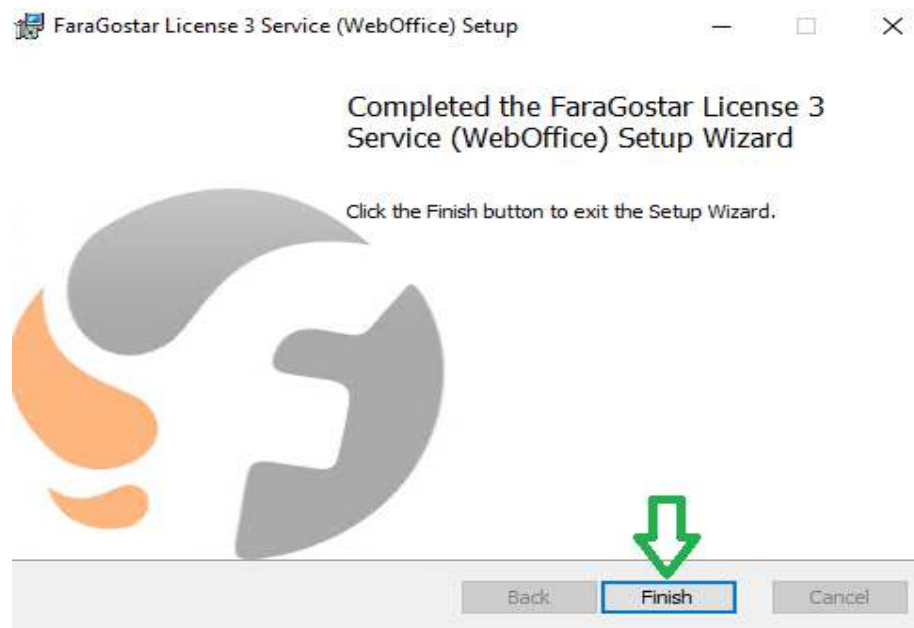 FaraGostar License 3 Service (WebOffice) Setup
Completed the FaraGostar License 3
Service (WebOffice) Setup Wizard
Click the Finish button to exit the Setup Wizard.
Back Finish Cancel